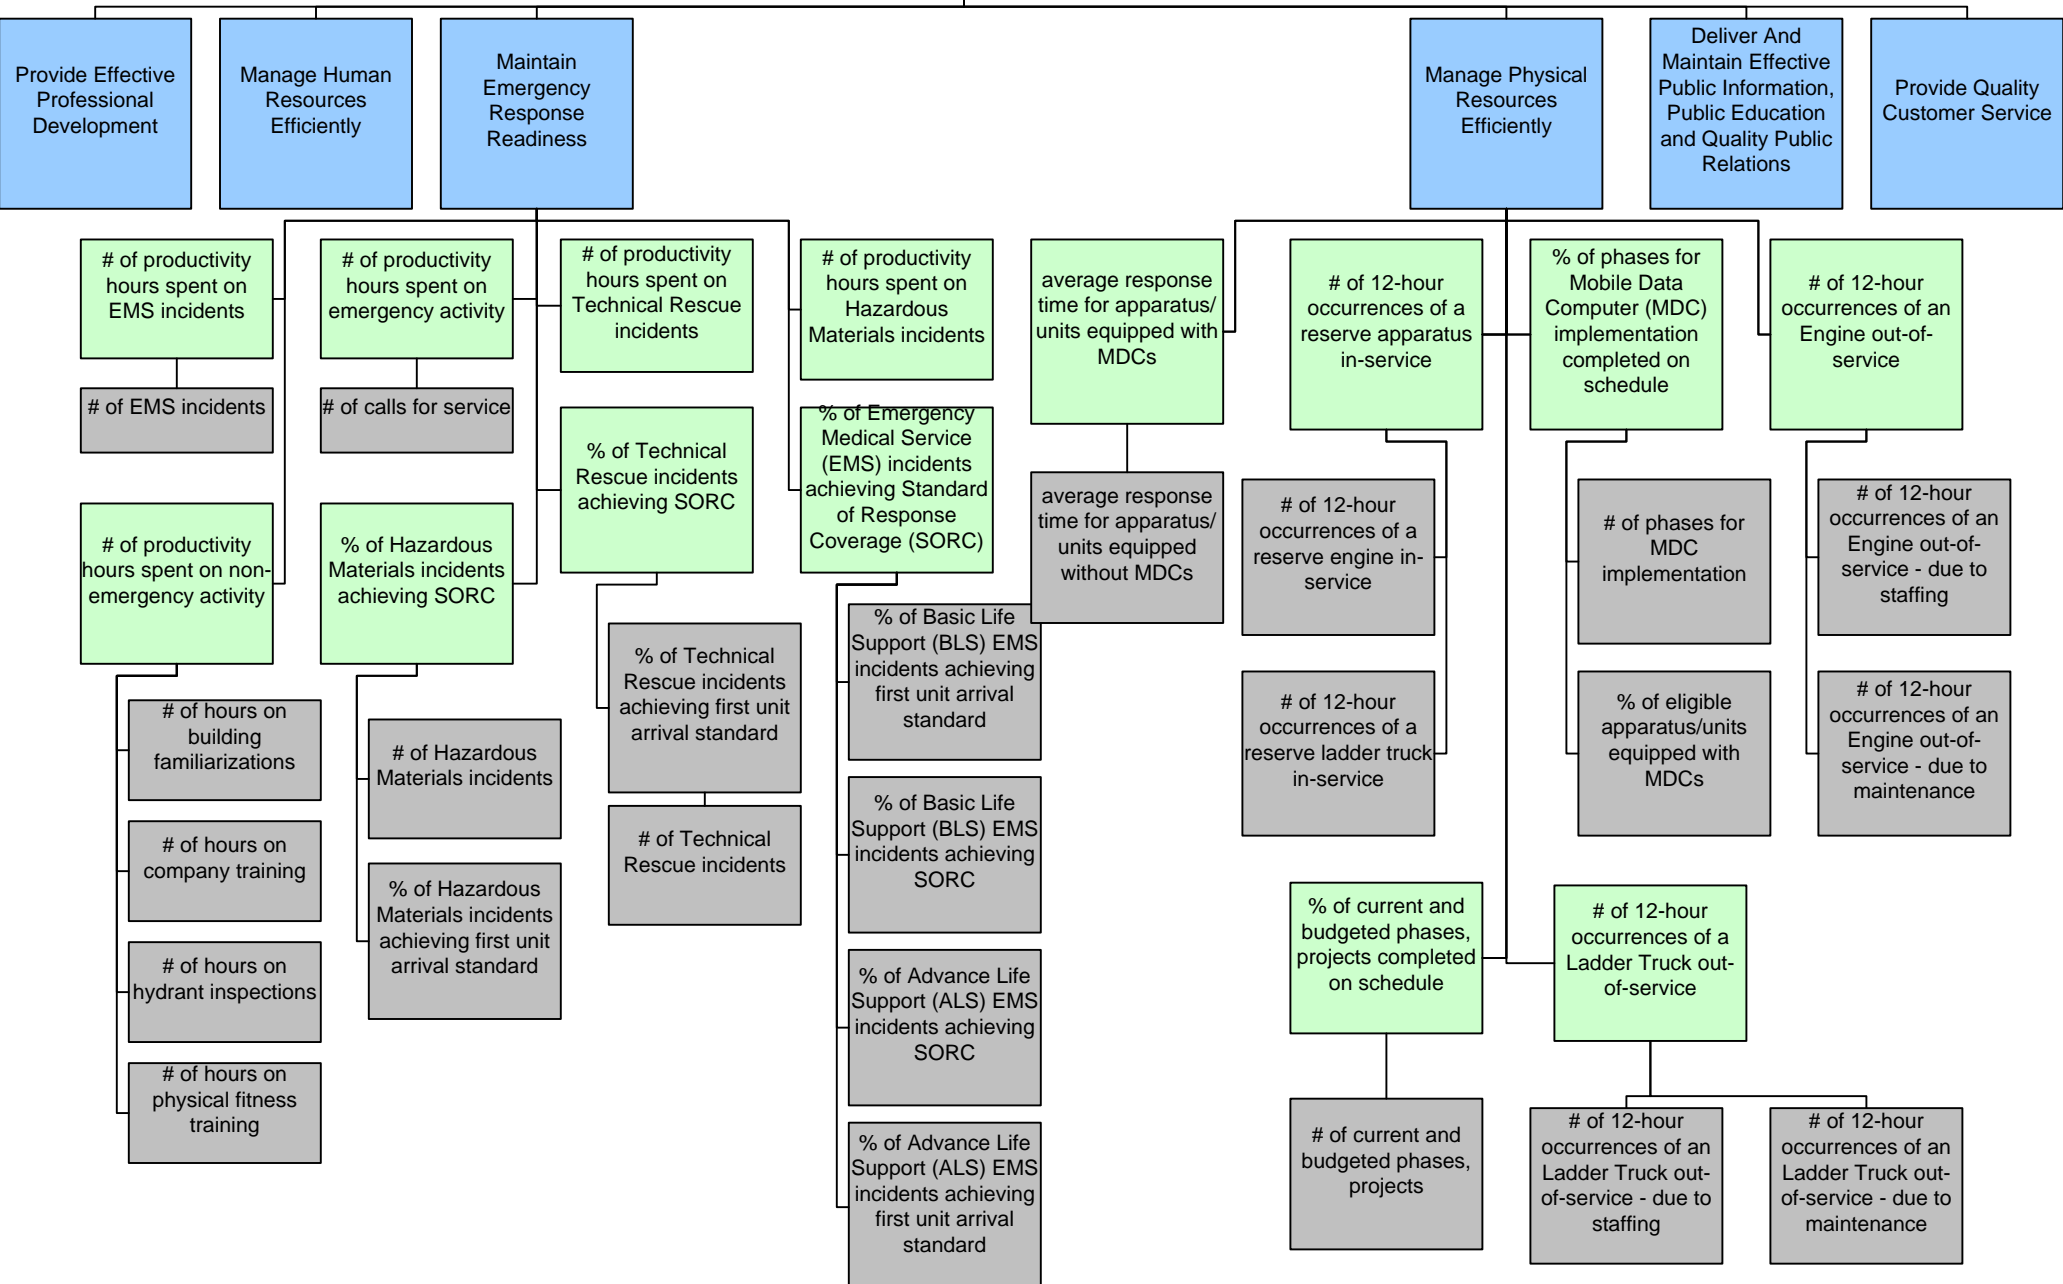 Provide Effective
Professional
Development
Manage Human
Resources
Efficiently
Maintain
Emergency
Response
Readiness
Manage Physical
Resources
Efficiently
Deliver And
Maintain Effective
Public Information,
Public Education
and Quality Public
Relations
Provide Quality
Customer Service
# of productivity
hours spent on
EMS incidents
# of productivity
hours spent on
emergency activity
# of productivity
hours spent on
Technical Rescue
incidents
# of productivity
hours spent on
Hazardous
Materials incidents
average response
time for apparatus/
units equipped with
MDCs
# of 12-hour
occurrences of a
reserve apparatus
in-service
% of phases for
Mobile Data
Computer (MDC)
implementation
completed on
schedule
# of 12-hour
occurrences of an
Engine out-of-
service
# of EMS incidents
# of calls for service
% of Technical
Rescue incidents
achieving SORC
% of Emergency
Medical Service
(EMS) incidents
achieving Standard
of Response
Coverage (SORC)
average response
time for apparatus/
units equipped
without MDCs
# of 12-hour
occurrences of a
reserve engine in-
service
# of phases for
MDC
implementation
# of 12-hour
occurrences of an
Engine out-of-
service - due to
staffing
# of productivity
hours spent on non-
emergency activity
% of Hazardous
Materials incidents
achieving SORC
% of Technical
Rescue incidents
achieving first unit
arrival standard
% of Basic Life
Support (BLS) EMS
incidents achieving
first unit arrival
standard
# of 12-hour
occurrences of a
reserve ladder truck
in-service
% of eligible
apparatus/units
equipped with
MDCs
# of 12-hour
occurrences of an
Engine out-of-
service - due to
maintenance
# of hours on
building
familiarizations
# of Hazardous
Materials incidents
# of Technical
Rescue incidents
% of Basic Life
Support (BLS) EMS
incidents achieving
SORC
# of hours on
company training
% of Hazardous
Materials incidents
achieving first unit
arrival standard
% of current and
budgeted phases,
projects completed
on schedule
# of 12-hour
occurrences of a
Ladder Truck out-
of-service
# of hours on
hydrant inspections
% of Advance Life
Support (ALS) EMS
incidents achieving
SORC
# of hours on
physical fitness
training
% of Advance Life
Support (ALS) EMS
incidents achieving
first unit arrival
standard
# of current and
budgeted phases,
projects
# of 12-hour
occurrences of an
Ladder Truck out-
of-service - due to
staffing
# of 12-hour
occurrences of an
Ladder Truck out-
of-service - due to
maintenance